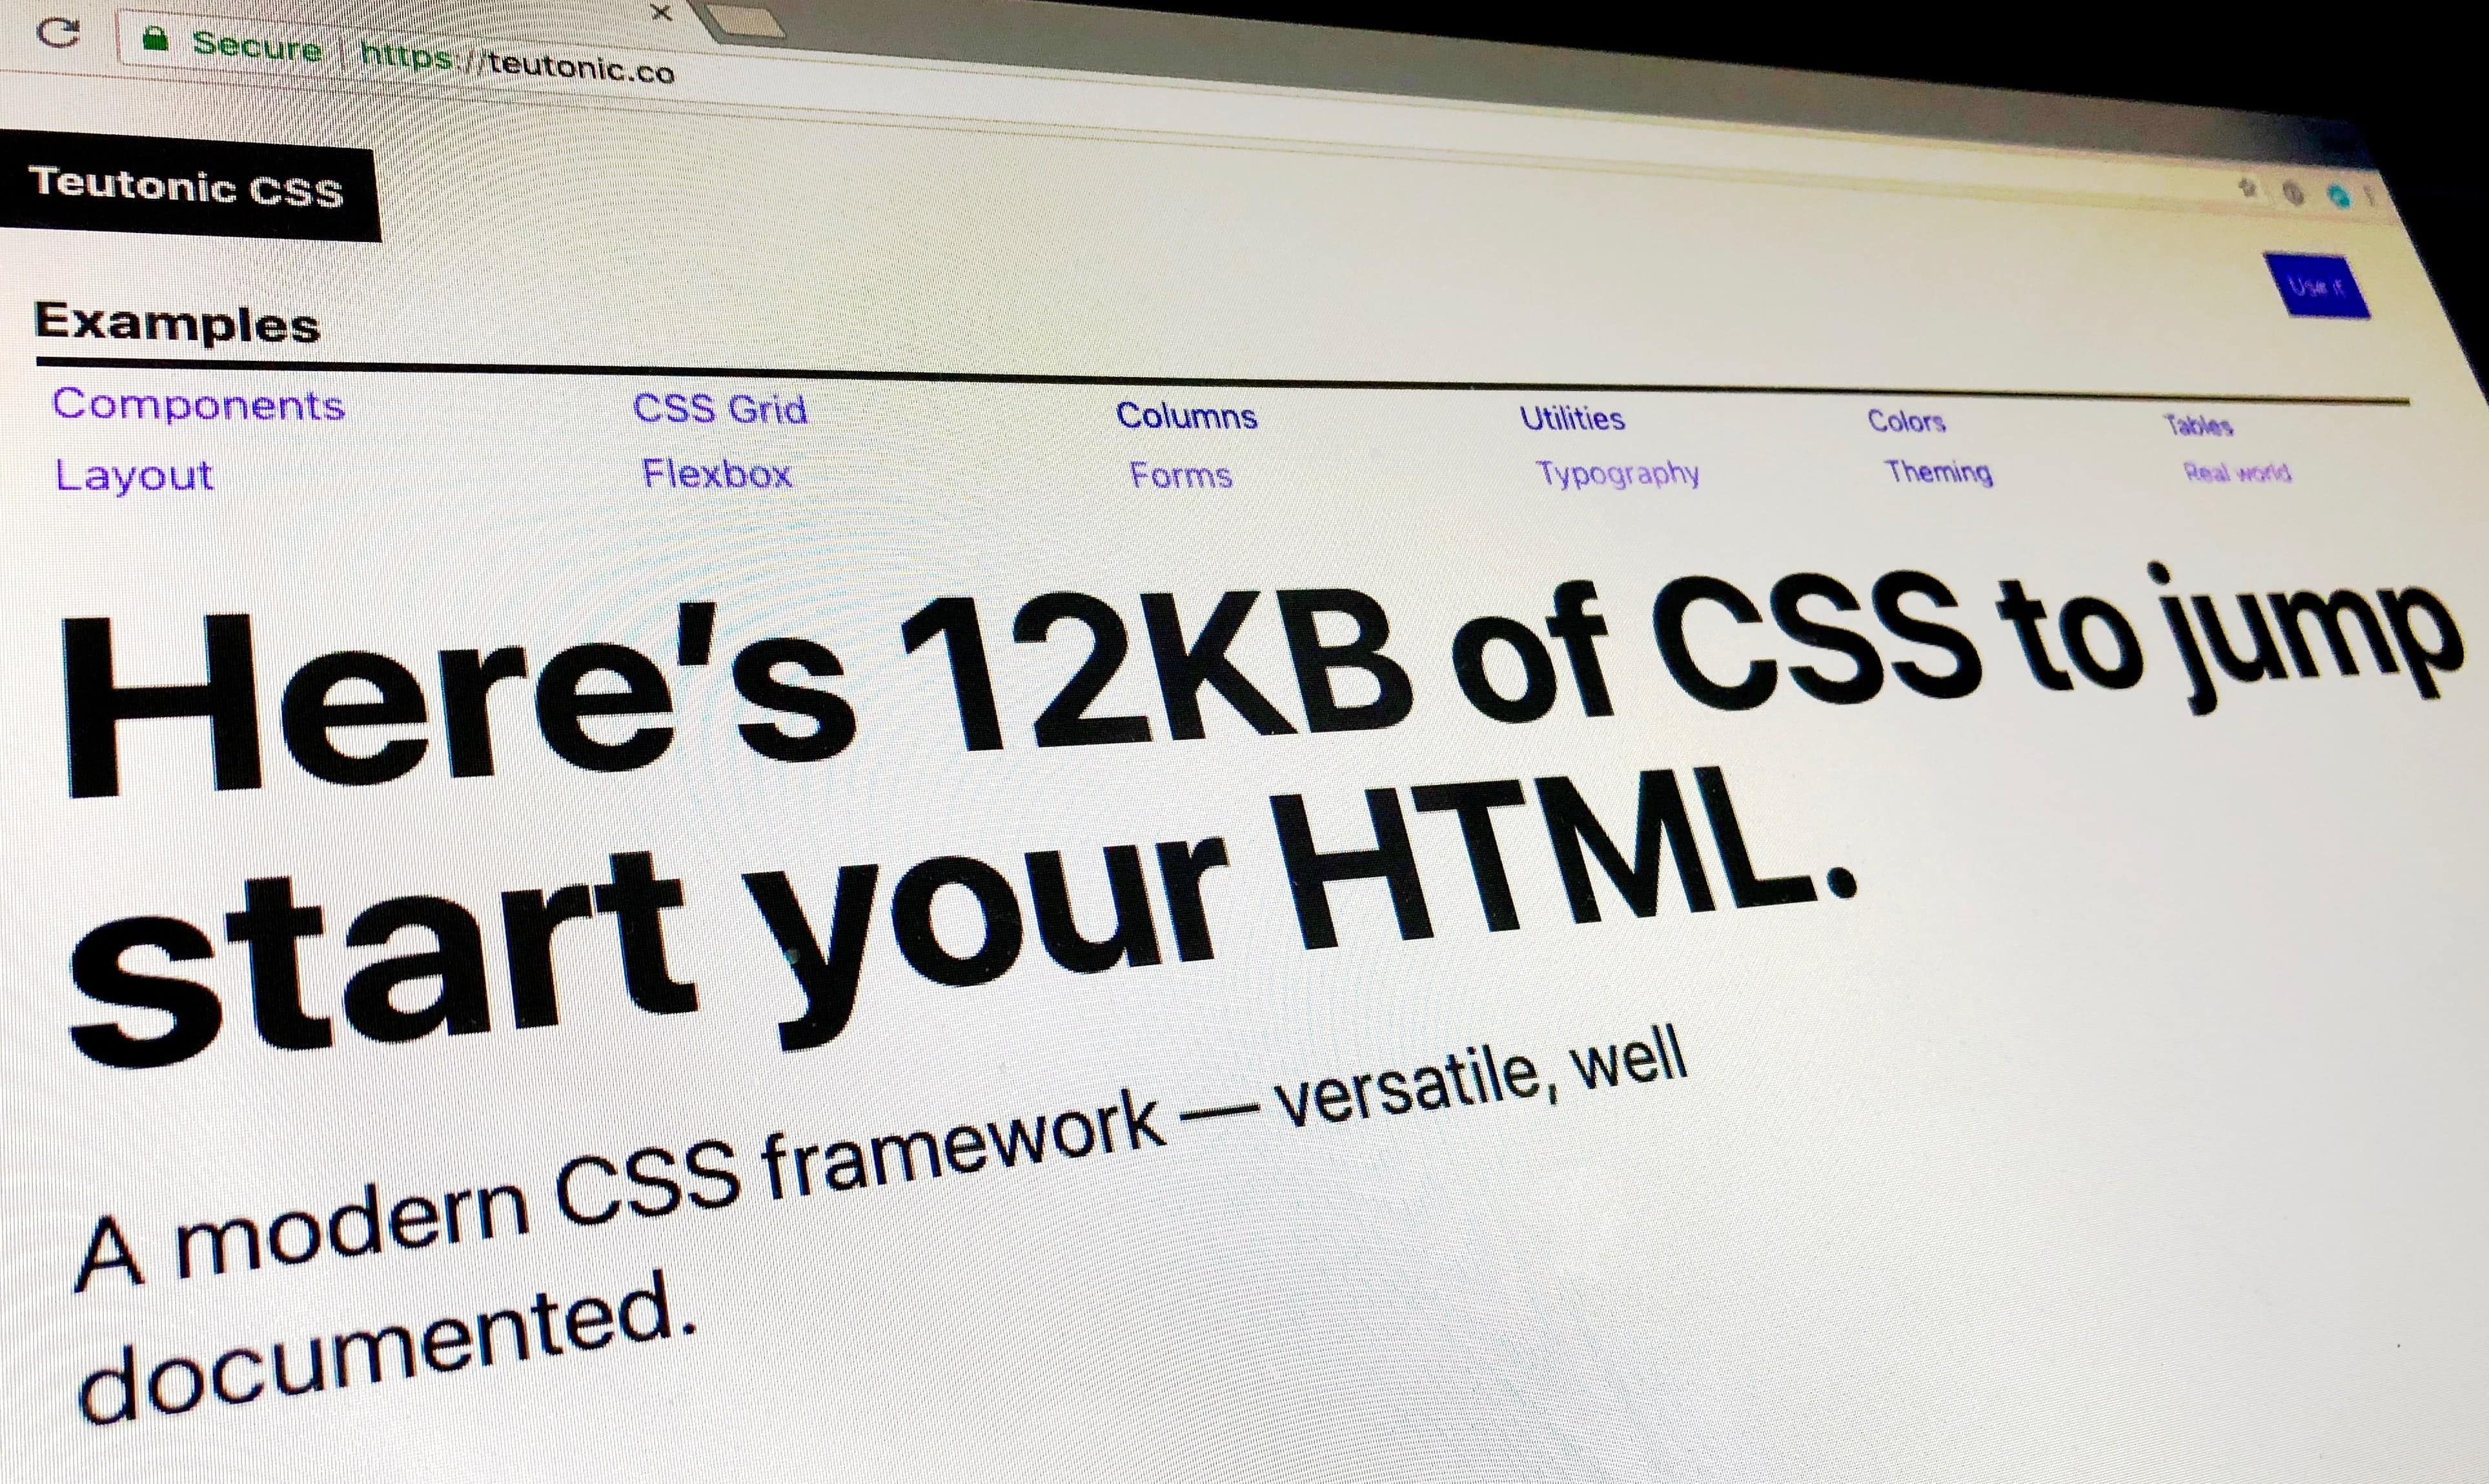 Secure | https://teutonic.co
Teutonic CSS
Use it
Examples
Components CSS Grid Columns Utilities Colors Tables
Layout Flexbox Forms Typography Theming Real world
Here's 12KB of CSS to jump
start your HTML.
A modern CSS framework — versatile, well
documented.